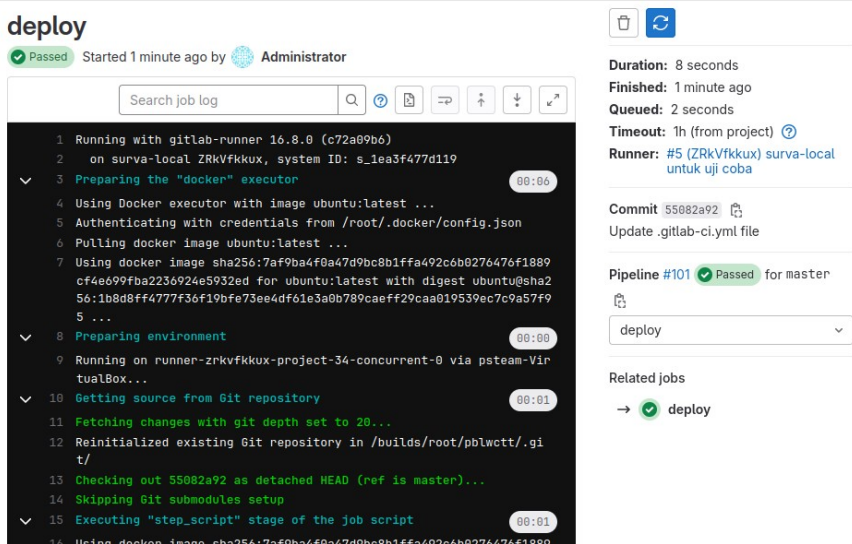 deploy
Passed Started 1 minute ago by Administrator
Search job log
1 Running with gitlab-runner 16.8.0 (c72a09b6)
2 on surva-local ZRkVfkkux, system ID: s_1ea3f477d119
3 Preparing the "docker" executor 00:06
4 Using Docker executor with image ubuntu:latest ...
5 Authenticating with credentials from /root/.docker/config.json
6 Pulling docker image ubuntu:latest ...
7 Using docker image sha256:7af9ba4f0a47d9bc8b1ffa492c6b0276476f1889
cf4e699fba2236924e5932ed for ubuntu:latest with digest ubuntu@sha2
56:1b8d8ff4777f36f19bfe73ee4df61e3a0b789caeff29caa019539ec7c9a57f9
5 ...
8 Preparing environment 00:00
9 Running on runner-zrkvfkkux-project-34-concurrent-0 via psteam-Vir
tualBox...
10 Getting source from Git repository 00:01
11 Fetching changes with git depth set to 20...
12 Reinitialized existing Git repository in /builds/root/pblwctt/.gi
t/
13 Checking out 55082a92 as detached HEAD (ref is master)...
14 Skipping Git submodules setup
15 Executing "step_script" stage of the job script 00:01
16 Using docker image sha256:7af9ba4f0a47d9bc8b1ffa492c6b0276476f1889
Duration: 8 seconds
Finished: 1 minute ago
Queued: 2 seconds
Timeout: 1h (from project)
Runner: #5 (ZRkVfkkux) surva-local
untuk uji coba
Commit 55082a92
Update .gitlab-ci.yml file
Pipeline #101 Passed for master
deploy
Related jobs
→ deploy